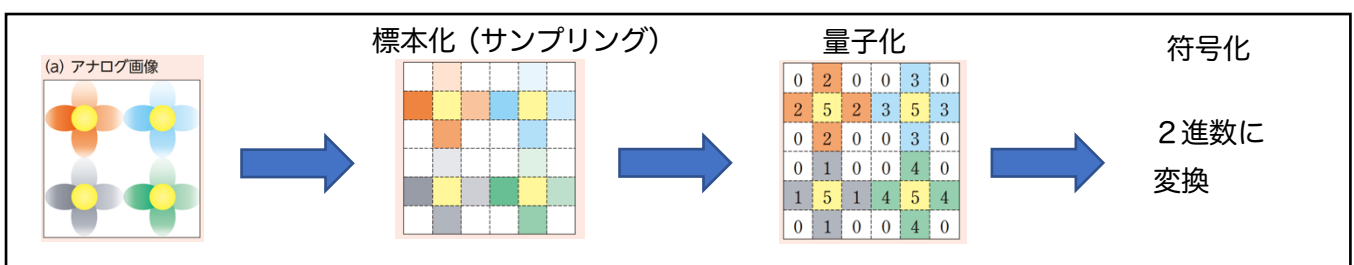 (a) アナログ画像
標本化（サンプリング）
量子化
0 2 0 0 3 0
2 5 2 3 5 3
0 2 0 0 3 0
0 1 0 0 4 0
1 5 1 4 5 4
0 1 0 0 4 0
符号化
２進数に
変換